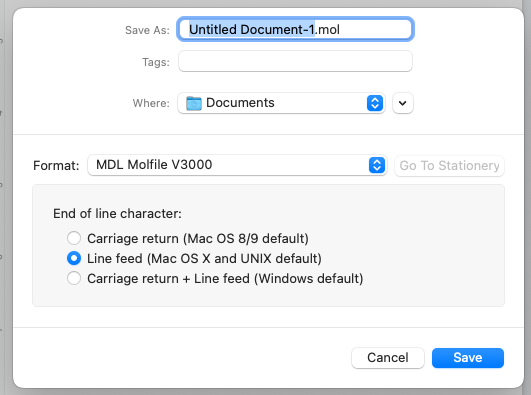 Save As: Untitled Document-1.mol
Tags:
Where: Documents
Format: MDL Molfile V3000 Go To Stationery
End of line character:
Carriage return (Mac OS 8/9 default)
Line feed (Mac OS X and UNIX default)
Carriage return + Line feed (Windows default)
Cancel Save